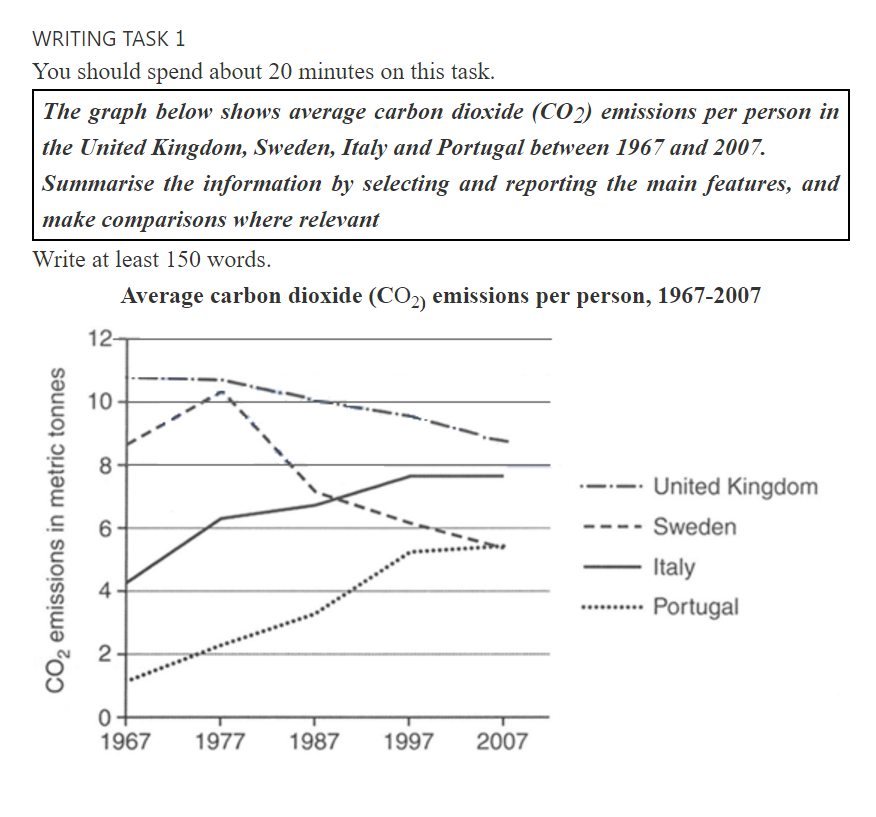 WRITING TASK 1
You should spend about 20 minutes on this task.
The graph below shows average carbon dioxide (CO2) emissions per person in
the United Kingdom, Sweden, Italy and Portugal between 1967 and 2007.
Summarise the information by selecting and reporting the main features, and
make comparisons where relevant
Write at least 150 words.
Average carbon dioxide (CO2) emissions per person, 1967-2007
CO2 emissions in metric tonnes
12
10
8
6
4
2
0
1967 1977 1987 1997 2007
United Kingdom
Sweden
Italy
Portugal